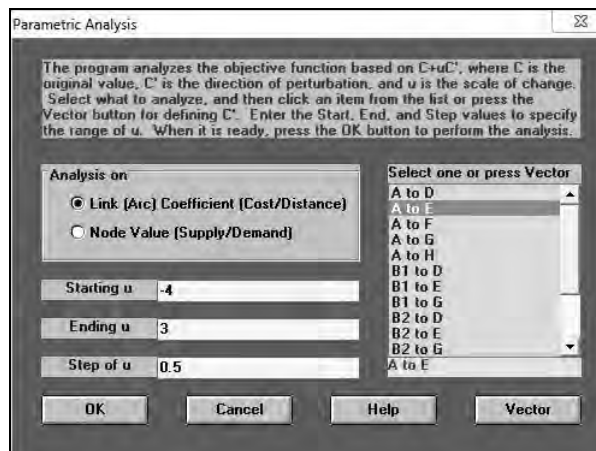 Parametric Analysis
The program analyzes the objective function based on C+uC', where C is the
original value, C' is the direction of perturbation, and u is the scale of change.
Select what to analyze, and then click an item from the list or press the
Vector button for defining C'. Enter the Start, End, and Step values to specify
the range of u. When it is ready, press the OK button to perform the analysis.
Analysis on
Link (Arc) Coefficient (Cost/Distance)
Node Value (Supply/Demand)
Starting u -4
Ending u 3
Step of u 0.5
Select one or press Vector
A to D
A to E
A to F
A to G
A to H
B1 to D
B1 to E
B1 to G
B2 to D
B2 to E
B2 to G
A to E
OK Cancel Help Vector